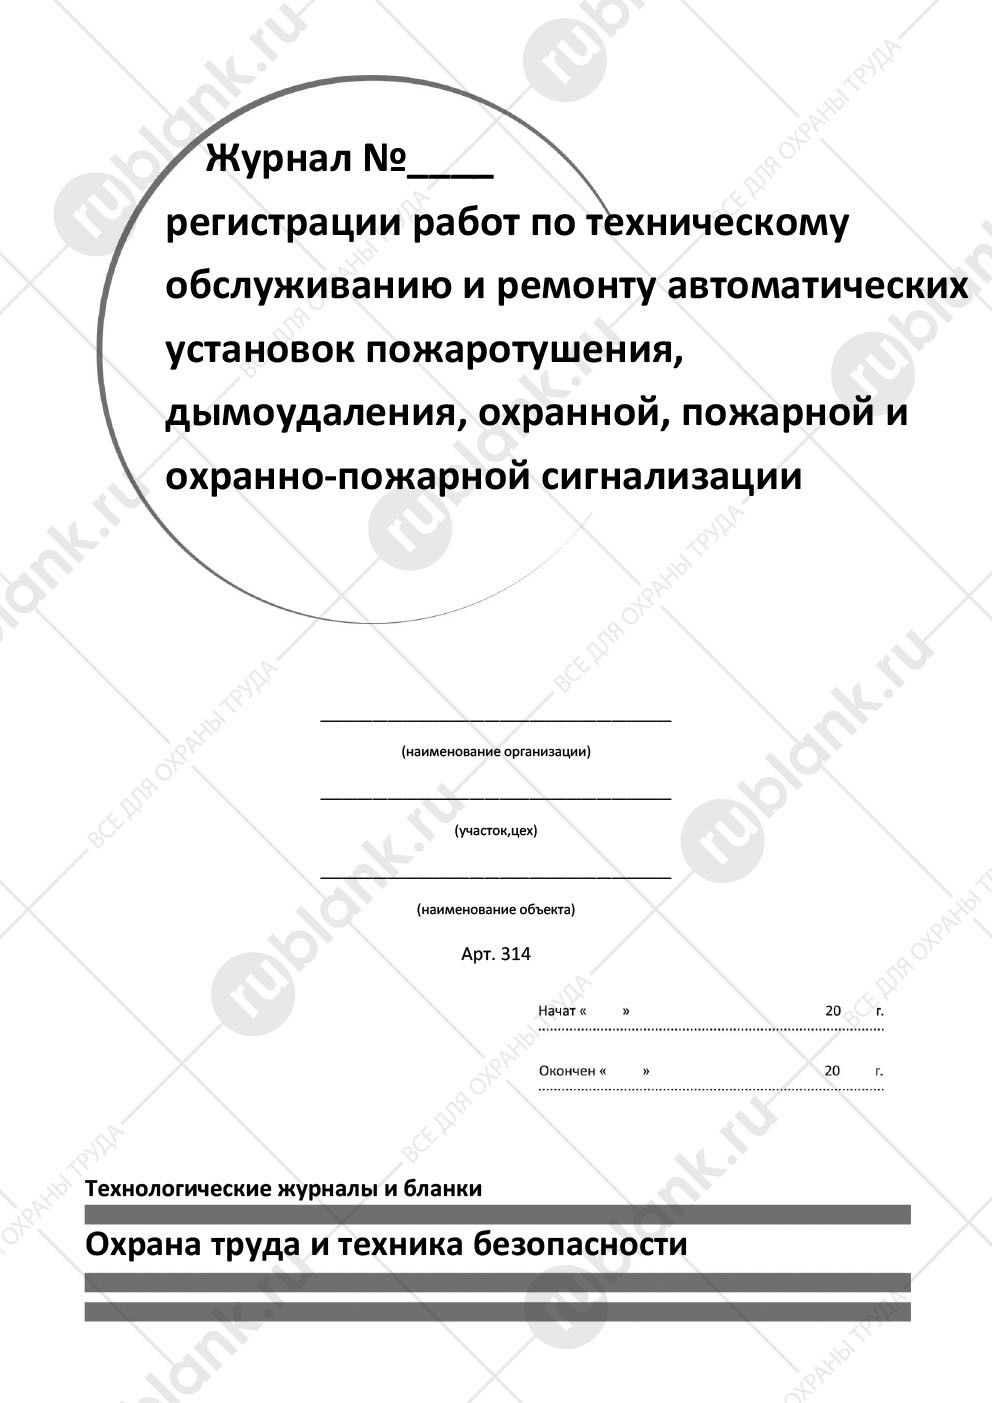 Журнал №____
регистрации работ по техническому
обслуживанию и ремонту автоматических
установок пожаротушения,
дымоудаления, охранной, пожарной и
охранно-пожарной сигнализации
(наименование организации)
(участок,цех)
(наименование объекта)
Арт. 314
Начат « » 20 г.
Окончен « » 20 г.
Технологические журналы и бланки
Охрана труда и техника безопасности
rublank.ru
ВСЕ ДЛЯ ОХРАНЫ ТРУДА